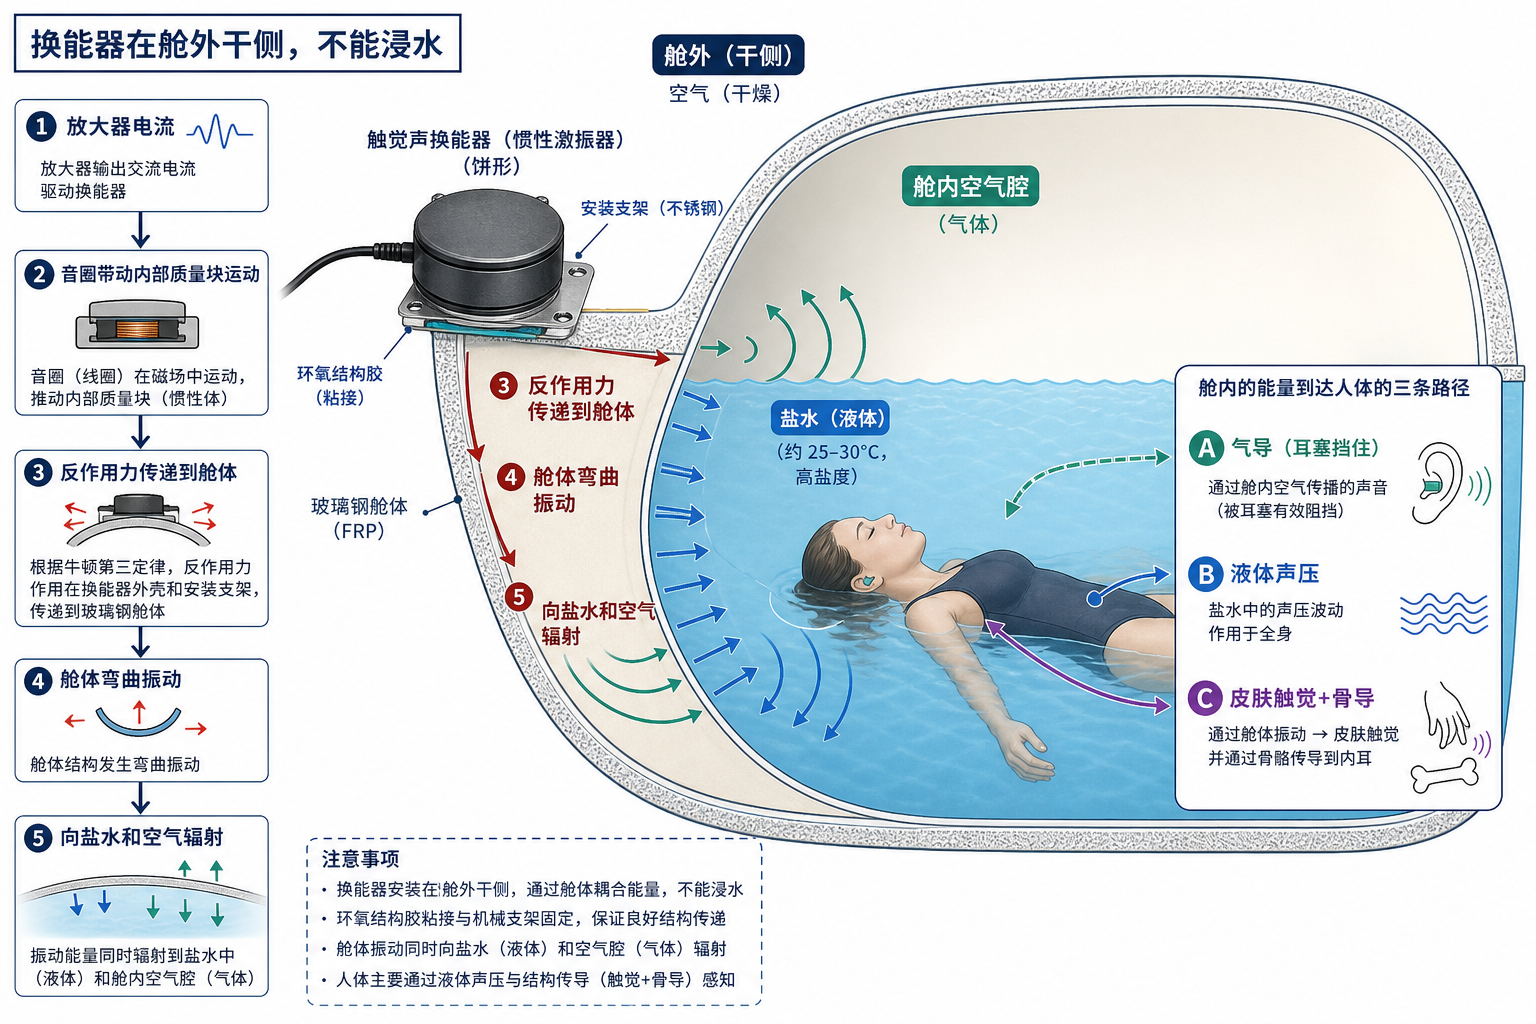 换能器在舱外干侧，不能浸水
1 放大器电流
放大器输出交流电流
驱动换能器
2 音圈带动内部质量块运动
音圈（线圈）在磁场中运动，
推动内部质量块（惯性体）
3 反作用力传递到舱体
根据牛顿第三定律，反作用力
作用在换能器外壳和安装支架，
传递到玻璃钢舱体
4 舱体弯曲振动
舱体结构发生弯曲振动
5 向盐水和空气辐射
振动能量同时辐射到盐水中
（液体）和舱内空气腔（气体）
舱外（干侧）
空气（干燥）
触觉声换能器（惯性激振器）
（饼形）
安装支架（不锈钢）
环氧结构胶
（粘接）
玻璃钢舱体
（FRP）
3 反作用力
传递到舱体
4 舱体弯曲
振动
5 向盐水和空气
辐射
舱内空气腔
（气体）
盐水（液体）
（约 25–30°C，
高盐度）
舱内的能量到达人体的三条路径
A 气导（耳塞挡住）
通过舱内空气传播的声音
（被耳塞有效阻挡）
B 液体声压
盐水中的声压波动
作用于全身
C 皮肤触觉+骨导
通过舱体振动 → 皮肤触觉
并通过骨骼传导到内耳
注意事项
• 换能器安装在舱外干侧，通过舱体耦合能量，不能浸水
• 环氧结构胶粘接与机械支架固定，保证良好结构传递
• 舱体振动同时向盐水（液体）和空气腔（气体）辐射
• 人体主要通过液体声压与结构传导（触觉+骨导）感知